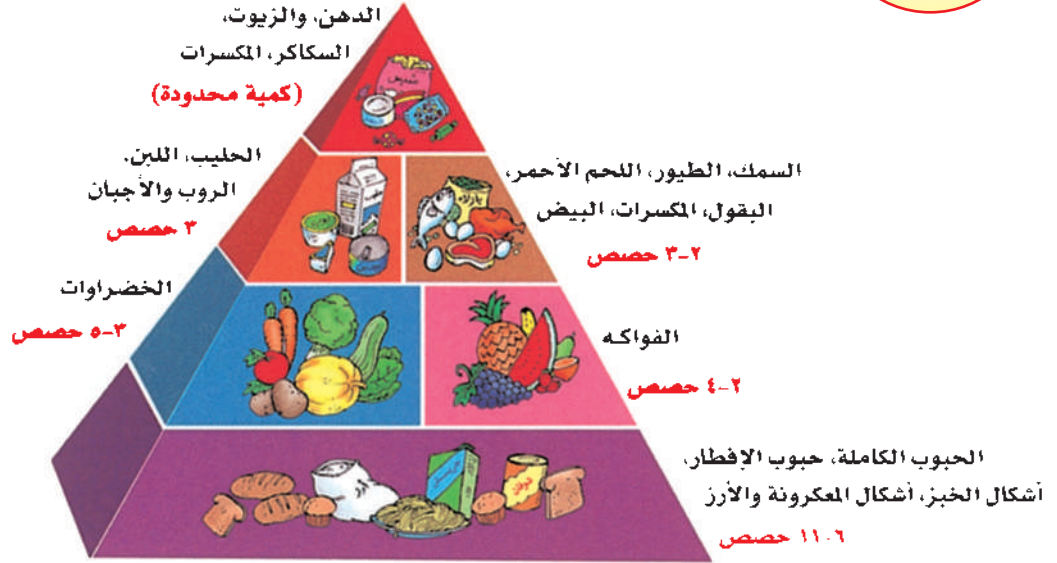 الدهن، والزيوت،
السكاكر، المكسرات
(كمية محدودة)
الحليب، اللبن.
الروب والأجبان
٣ حصص
السمك، الطيور، اللحم الأحمر،
البقول، المكسرات، البيض
٢-٣ حصص
الخضراوات
٣-٥ حصص
الفواكه
٢-٤ حصص
الحبوب الكاملة، حبوب الإفطار،
أشكال الخبز، أشكال المعكرونة والأرز
٦-١١ حصص